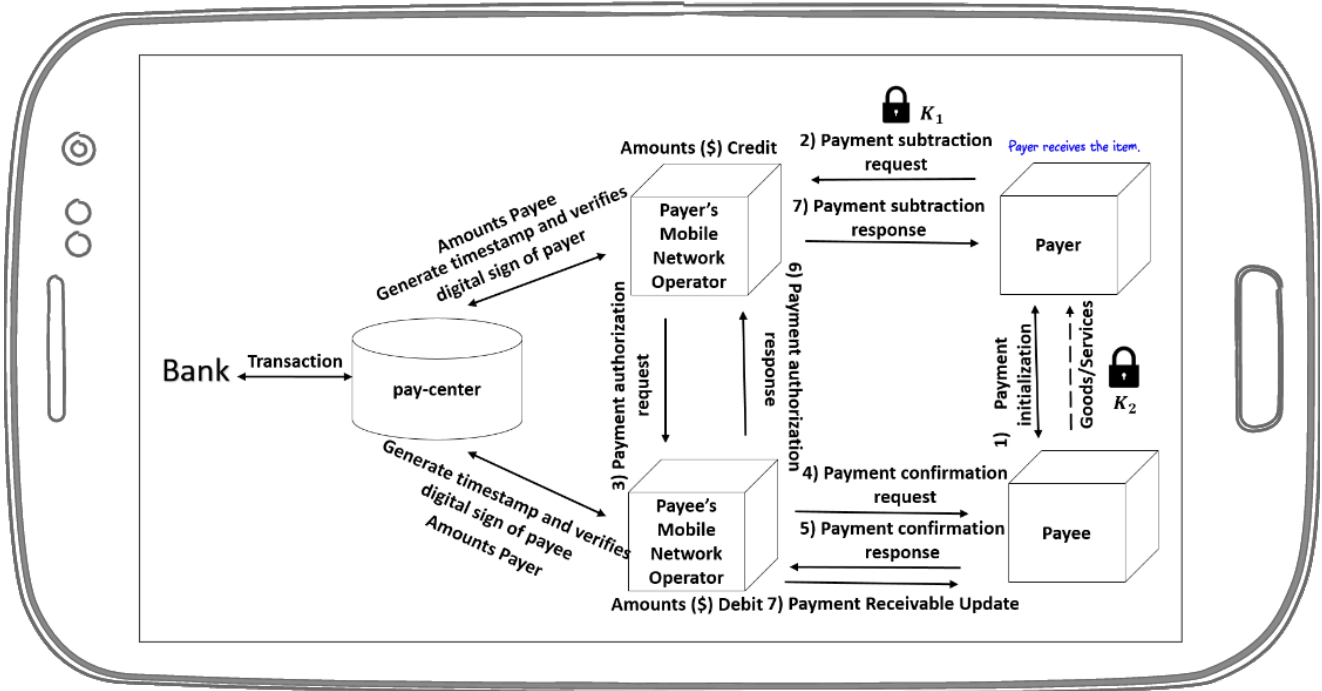 K₁
2) Payment subtraction
request
Payer receives the item.
Amounts ($) Credit
7) Payment subtraction
response
Payer's
Mobile
Network
Operator
Payer
Amounts Payee
Generate timestamp and verifies
digital sign of payer
3) Payment authorization
request
6) Payment authorization
response
1) Payment
initialization
Goods/Services
K₂
Bank
Transaction
pay-center
Generate timestamp and verifies
digital sign of payee
Amounts Payer
Payee's
Mobile
Network
Operator
4) Payment confirmation
request
5) Payment confirmation
response
Payee
Amounts ($) Debit 7) Payment Receivable Update